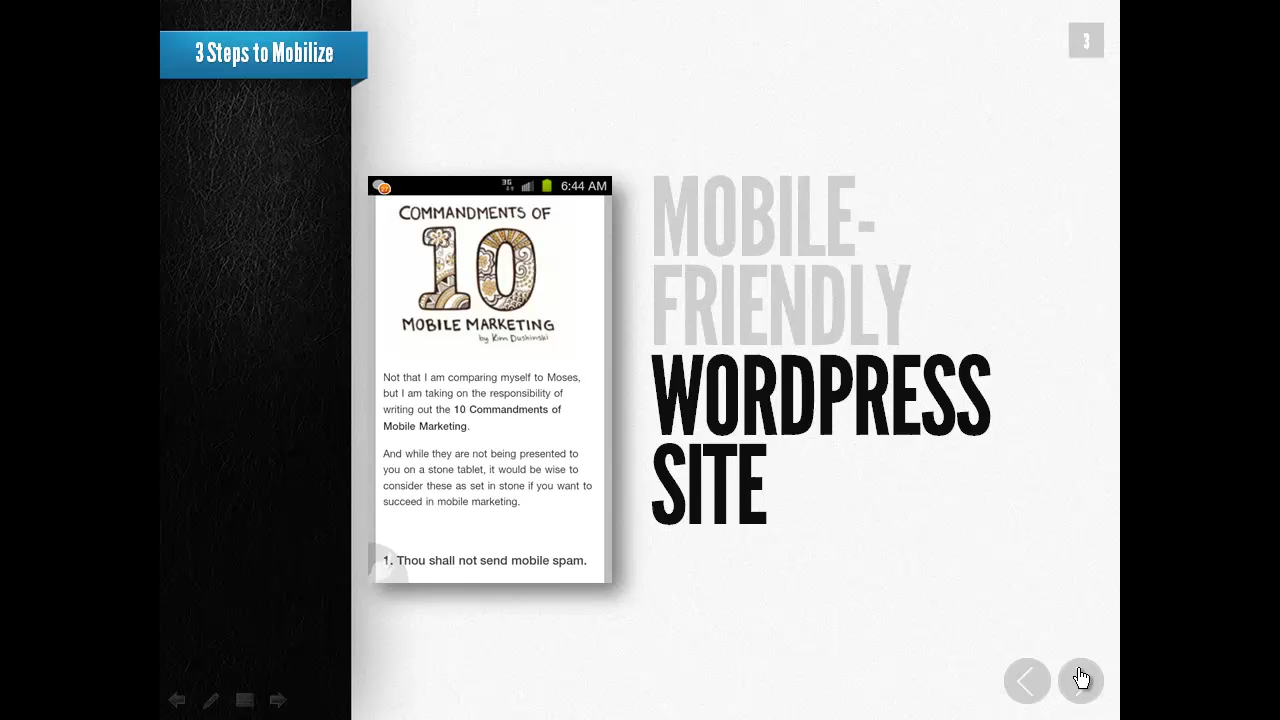 3 Steps to Mobilize
3
3G
6:44 AM
COMMANDMENTS OF
10
MOBILE MARKETING
by Kim Dushinski
Not that I am comparing myself to Moses,
but I am taking on the responsibility of
writing out the 10 Commandments of
Mobile Marketing.
And while they are not being presented to
you on a stone tablet, it would be wise to
consider these as set in stone if you want to
succeed in mobile marketing.
1. Thou shall not send mobile spam.
MOBILE-
FRIENDLY
WORDPRESS
SITE